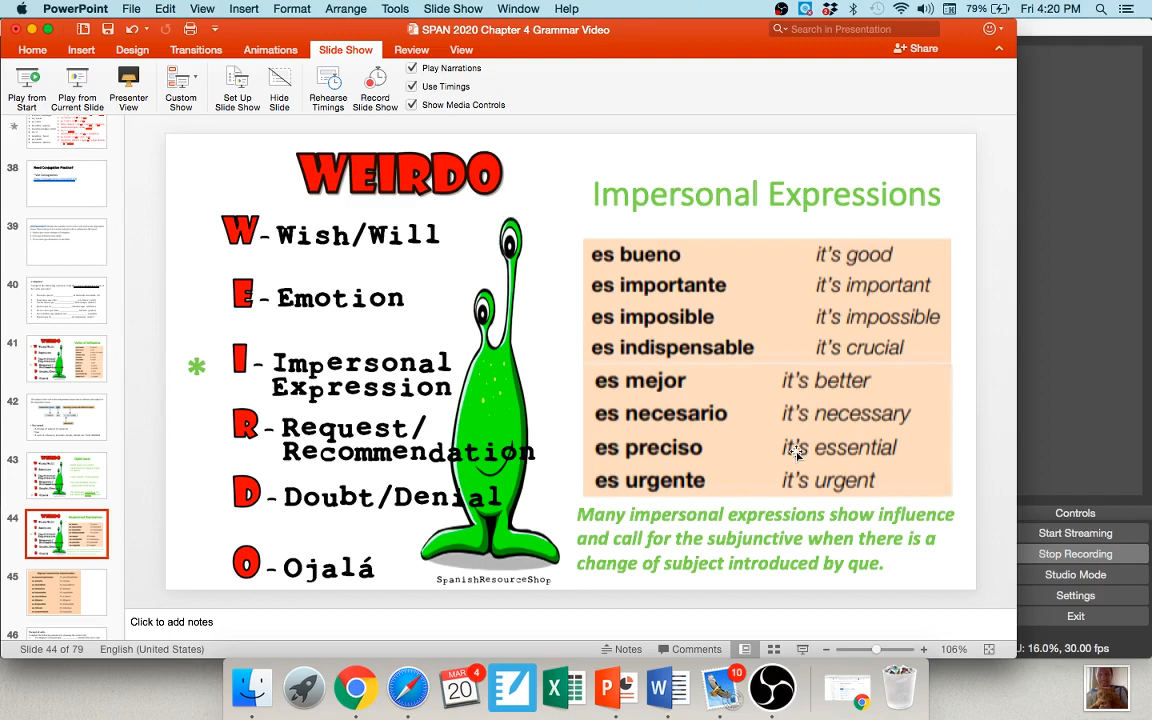 PowerPoint File Edit View Insert Format Arrange Tools Slide Show Window Help 79% Fri 4:20 PM
SPAN 2020 Chapter 4 Grammar Video Search in Presentation
Home Insert Design Transitions Animations Slide Show Review View Share
Play from Start
Play from Current Slide
Presenter View
Custom Show
Set Up Slide Show
Hide Slide
Rehearse Timings
Record Slide Show
Play Narrations
Use Timings
Show Media Controls
38
39
40
41
42
43
44
45
46
WEIRDO
W- Wish/Will
E - Emotion
* I - Impersonal
Expression
R- Request/
Recommendation
D- Doubt/Denial
O- Ojalá
SpanishResourceShop
Impersonal Expressions
es bueno it's good
es importante it's important
es imposible it's impossible
es indispensable it's crucial
es mejor it's better
es necesario it's necessary
es preciso it's essential
es urgente it's urgent
Many impersonal expressions show influence
and call for the subjunctive when there is a
change of subject introduced by que.
Click to add notes
Slide 44 of 79 English (United States) Notes Comments 106%
Controls
Start Streaming
Stop Recording
Studio Mode
Settings
Exit
U: 16.0%, 30.00 fps
MAR
20
4
10